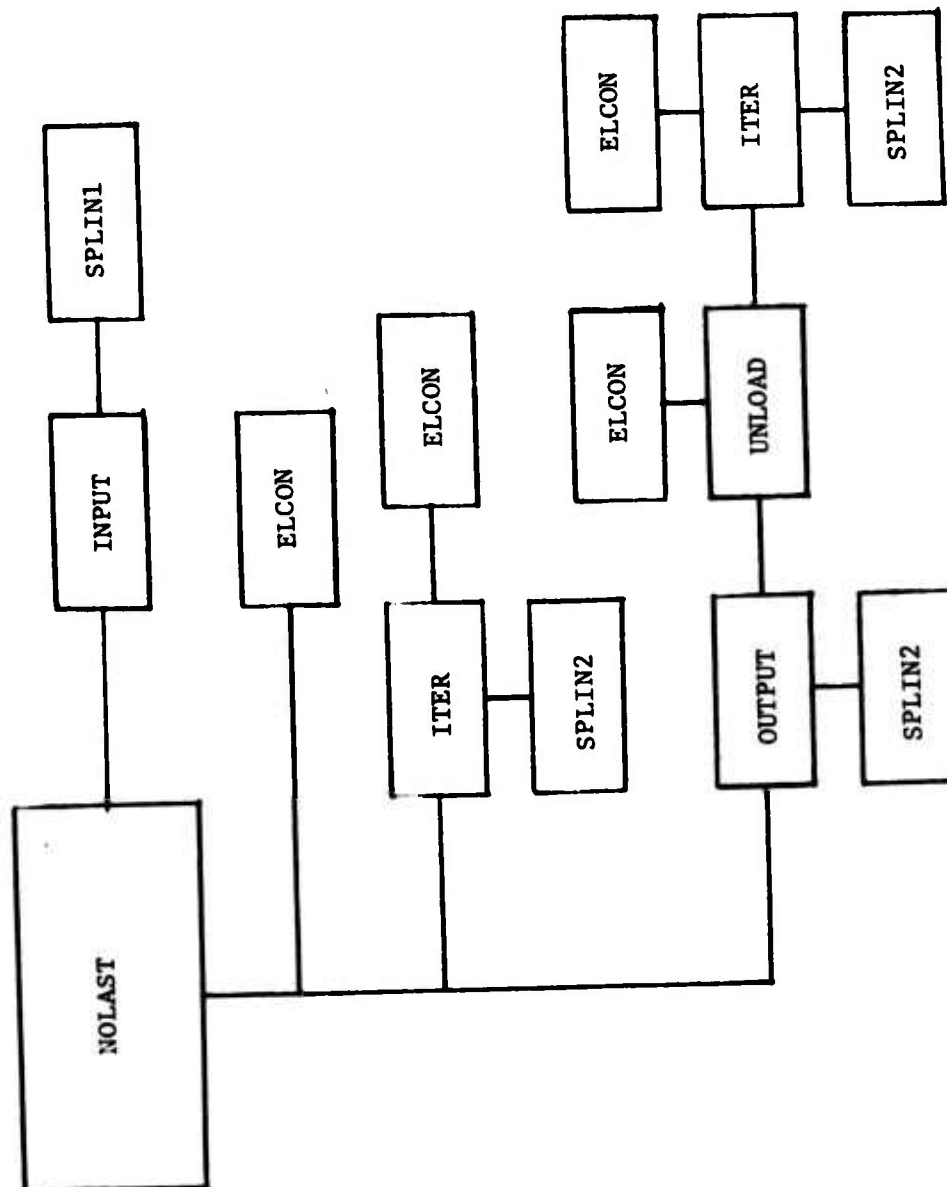 NOLAST
INPUT
SPLIN1
ELCON
ITER
ELCON
SPLIN2
ELCON
ELCON
OUTPUT
UNLOAD
ITER
SPLIN2
SPLIN2